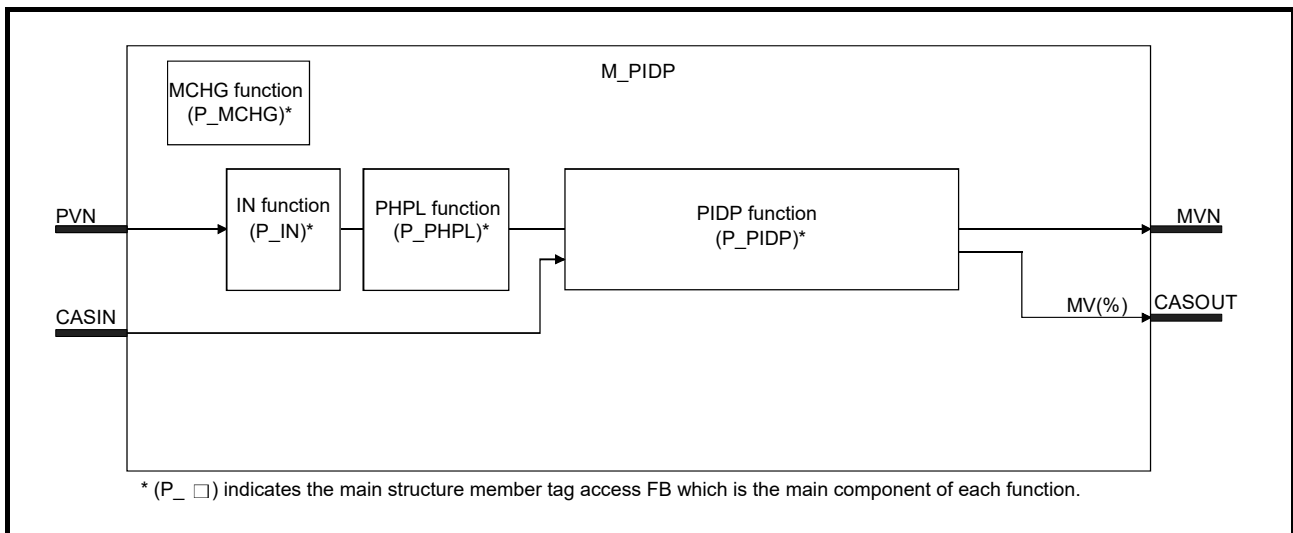 M_PIDP
MCHG function
(P_MCHG)*
IN function
(P_IN)*
PHPL function
(P_PHPL)*
PIDP function
(P_PIDP)*
PVN
MVN
CASIN
MV(%)
CASOUT
* (P_ □) indicates the main structure member tag access FB which is the main component of each function.